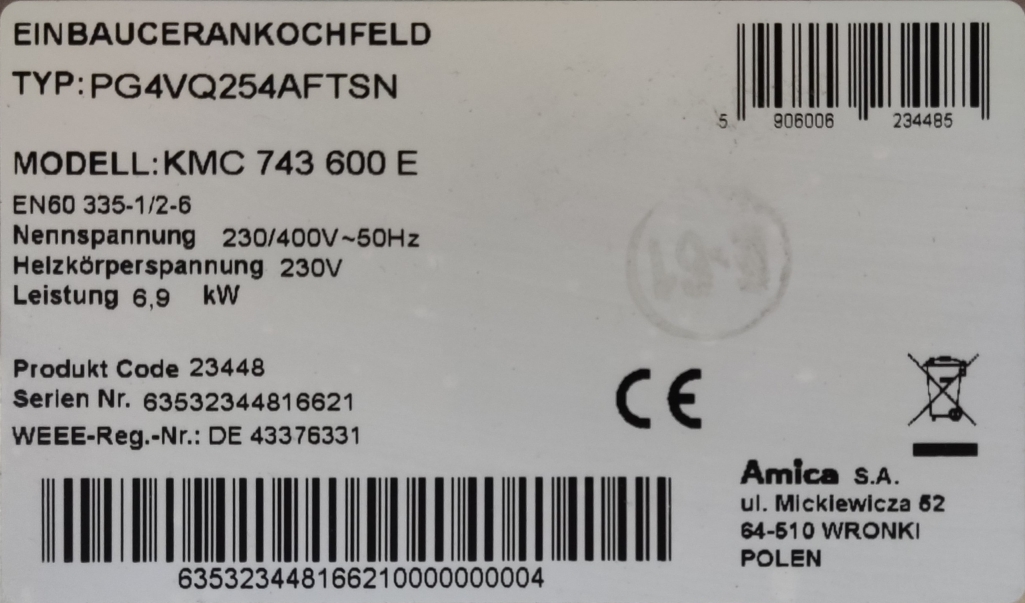 EINBAUCERANKOCHFELD
TYP: PG4VQ254AFTSN
5 906006 234485
MODELL: KMC 743 600 E
EN60 335-1/2-6
Nennspannung 230/400V~50Hz
Heizkörperspannung 230V
Leistung 6,9 kW
Produkt Code 23448
Serien Nr. 63532344816621
WEEE-Reg.-Nr.: DE 43376331
CE
Amica S.A.
ul. Mickiewicza 52
64-510 WRONKI
POLEN
635323448166210000000004